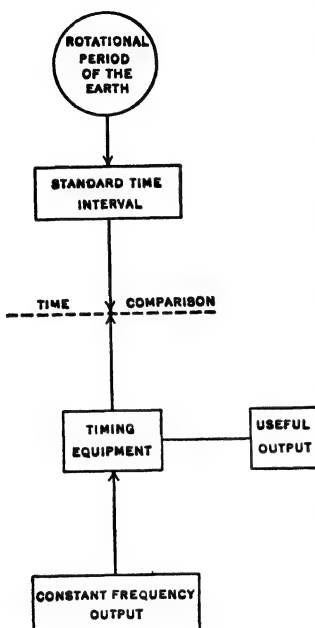 ROTATIONAL
PERIOD
OF THE
EARTH
STANDARD TIME
INTERVAL
TIME COMPARISON
TIMING
EQUIPMENT
USEFUL
OUTPUT
CONSTANT FREQUENCY
OUTPUT